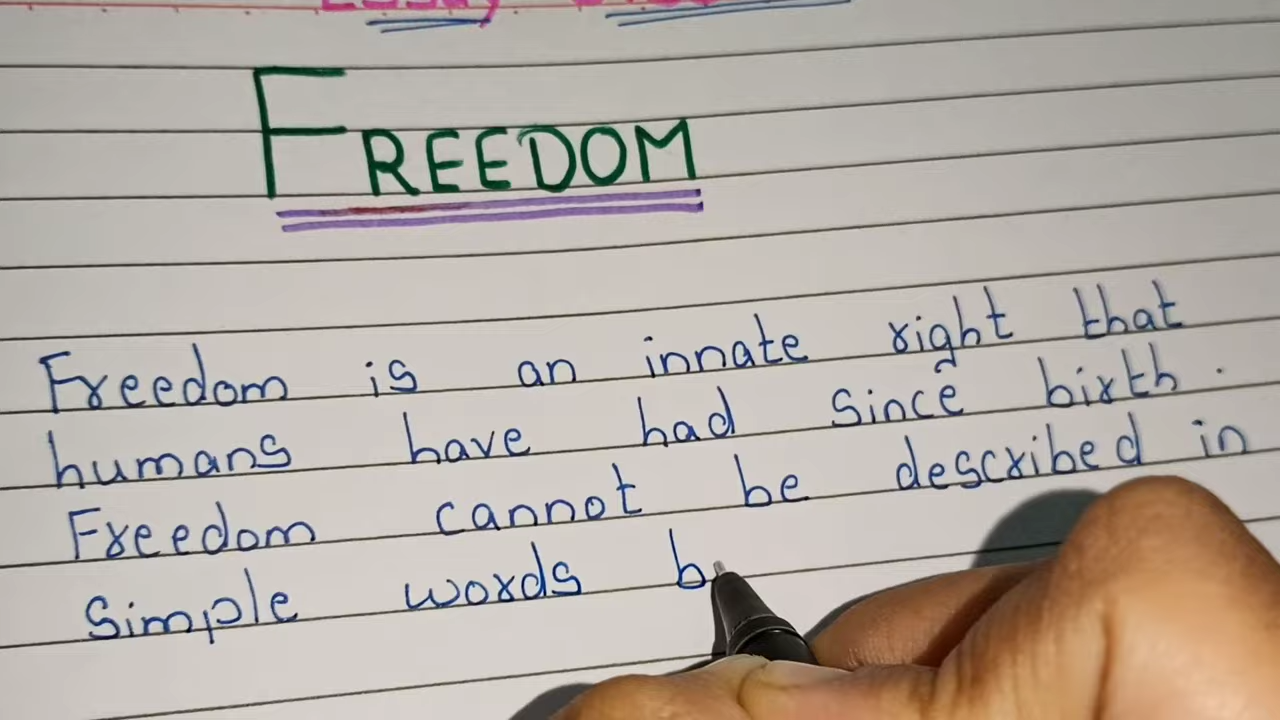 FREEDOM
Freedom is an innate right that
humans have had since birth.
Freedom cannot be described in
Simple words b